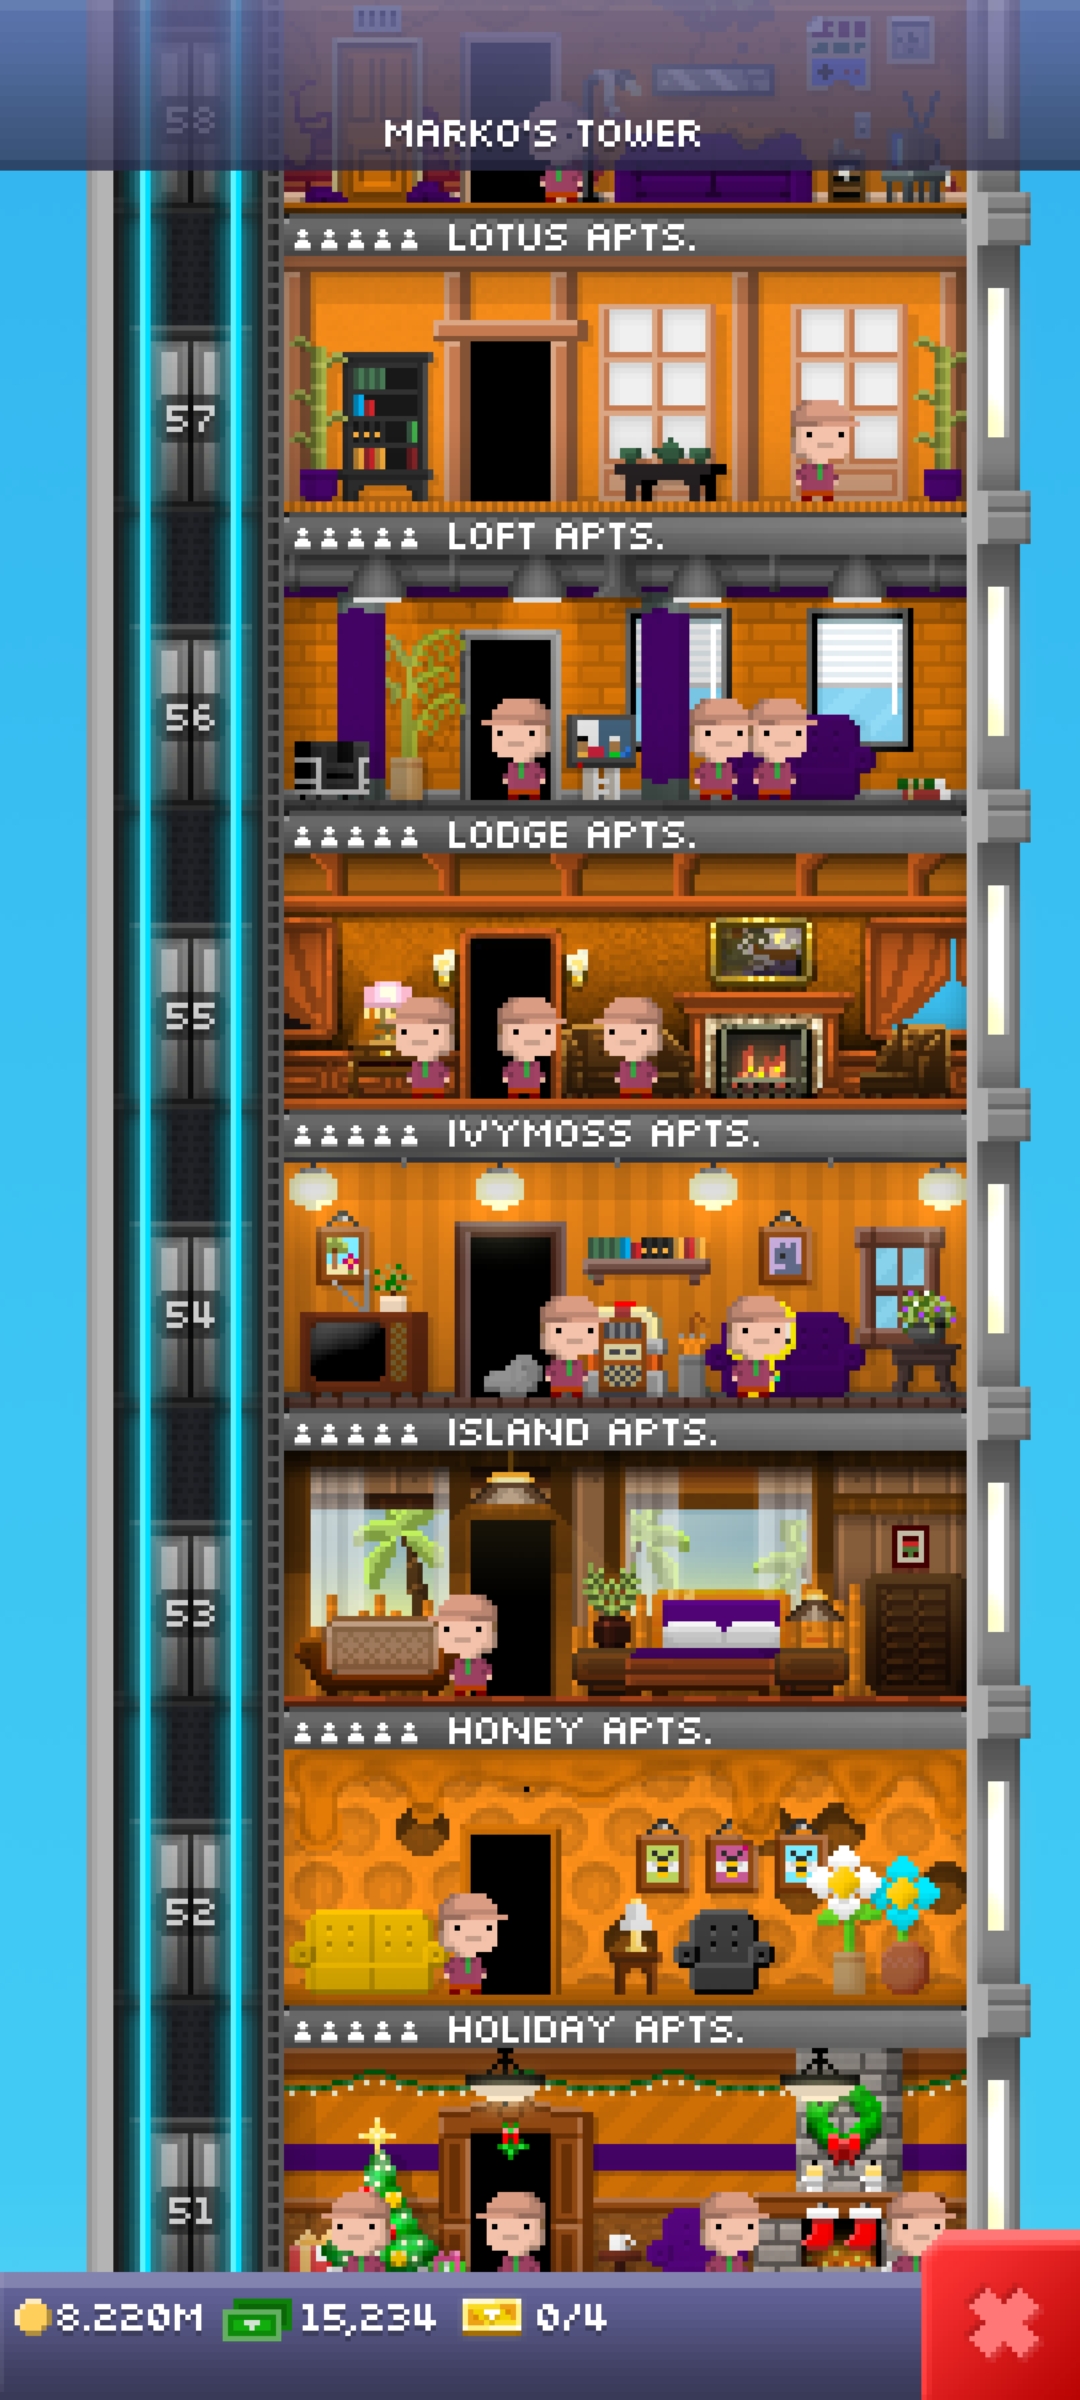 58
MARKO'S TOWER
LOTUS APTS.
57
LOFT APTS.
56
LODGE APTS.
55
IVYMOSS APTS.
54
ISLAND APTS.
53
HONEY APTS.
52
HOLIDAY APTS.
51
8.220M 15,234 0/4